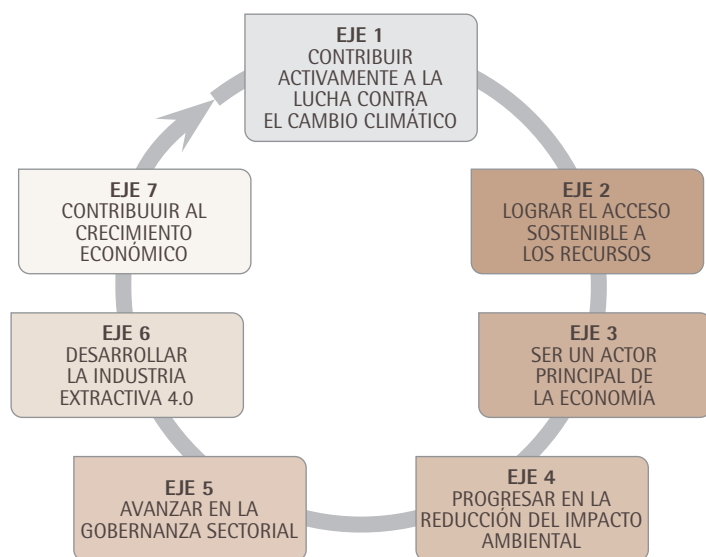 EJE 1
CONTRIBUIR
ACTIVAMENTE A LA
LUCHA CONTRA
EL CAMBIO CLIMÁTICO
EJE 2
LOGRAR EL ACCESO
SOSTENIBLE A
LOS RECURSOS
EJE 3
SER UN ACTOR
PRINCIPAL DE
LA ECONOMÍA
EJE 4
PROGRESAR EN LA
REDUCCIÓN DEL IMPACTO
AMBIENTAL
EJE 5
AVANZAR EN LA
GOBERNANZA SECTORIAL
EJE 6
DESARROLLAR
LA INDUSTRIA
EXTRACTIVA 4.0
EJE 7
CONTRIBUUIR AL
CRECIMIENTO
ECONÓMICO